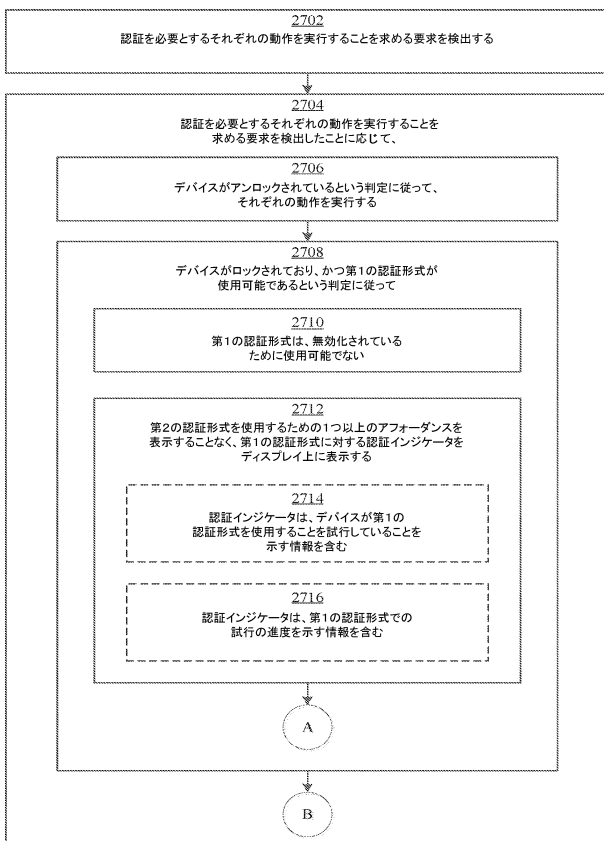 2702
認証を必要とするそれぞれの動作を実行することを求める要求を検出する
2704
認証を必要とするそれぞれの動作を実行することを
求める要求を検出したことに応じて、
2706
デバイスがアンロックされているという判定に従って、
それぞれの動作を実行する
2708
デバイスがロックされており、かつ第1の認証形式が
使用可能であるという判定に従って
2710
第1の認証形式は、無効化されている
ために使用可能でない
2712
第2の認証形式を使用するための1つ以上のアフォーダンスを
表示することなく、第1の認証形式に対する認証インジケータを
ディスプレイ上に表示する
2714
認証インジケータは、デバイスが第1の
認証形式を使用することを試行していることを
示す情報を含む
2716
認証インジケータは、第1の認証形式での
試行の進度を示す情報を含む
A
B